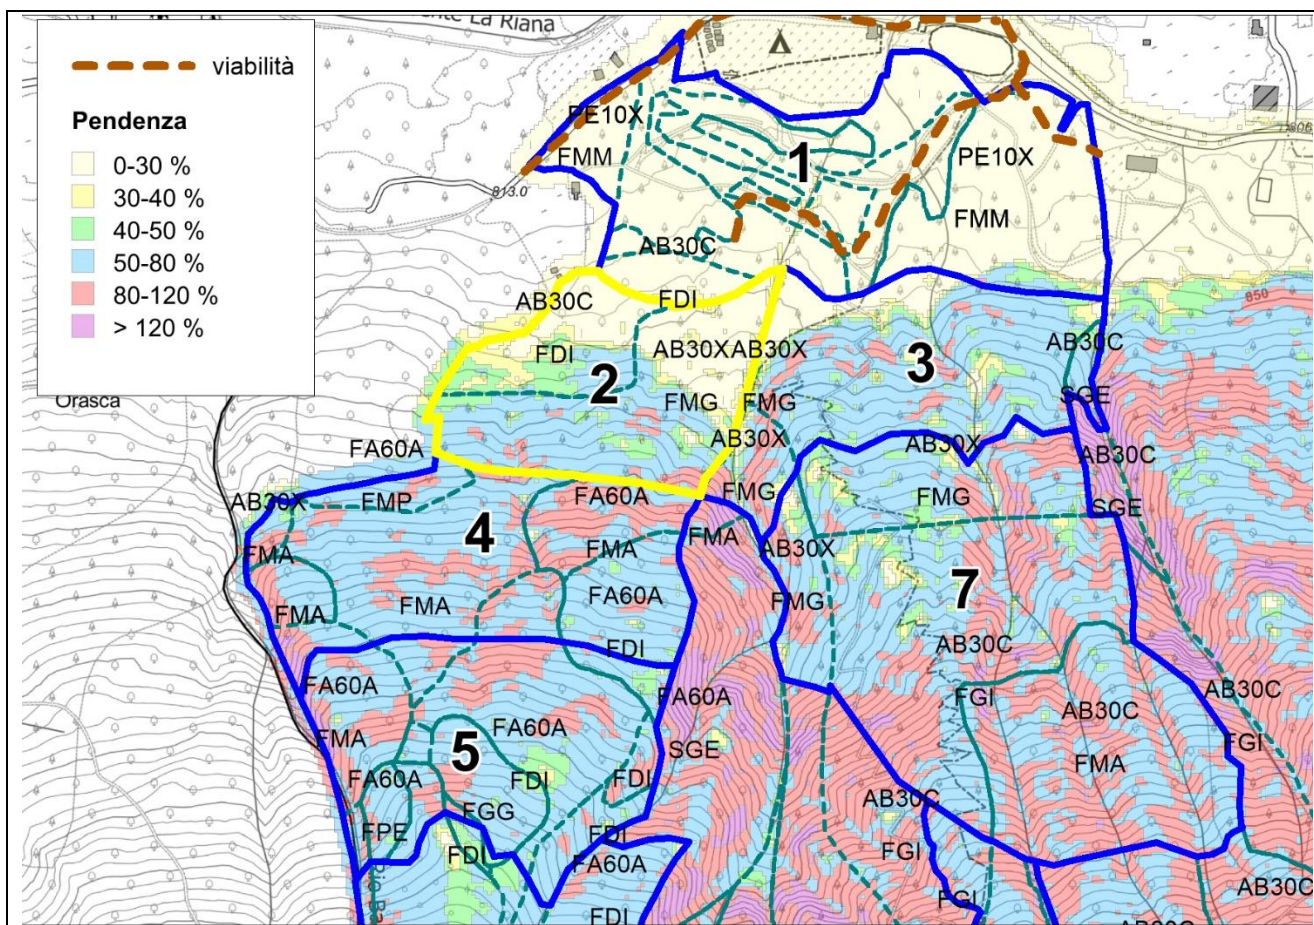 nte La Riana
viabilità
Pendenza
0-30 %
30-40 %
40-50 %
50-80 %
80-120 %
> 120 %
PE10X
FMM
1
PE10X
813.0
FMM
AB30C
AB30C
FDI
850
FDI
AB30X
AB30X
AB30C
2
3
Orasca
FMG
FMG
SGE
AB30X
AB30X
FA60A
AB30C
AB30X
FMP
FA60A
FMG
FMG
SGE
4
FMA
FMA
FMA
AB30X
7
FMA
FMA
FA60A
FMG
FDI
AB30C
FA60A
FA60A
FGI
AB30C
AB30C
FMA
FA60A
SGE
FGI
5
FA60A
FDI
FDI
FMA
AB30C
FGG
FPE
FDI
FDI
FA60A
FGI
AB30C
FDI
FGI